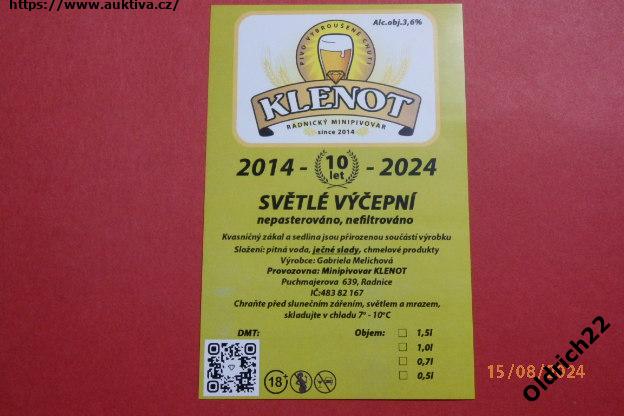 https://www.auktiva.cz/
Alc.obj.3,6%
PIVO VYBROUŠENÉ CHUTI
KLENOT
RADNICKÝ MINIPIVOVAR
since 2014
2014 - 10 let - 2024
SVĚTLÉ VÝČEPNÍ
nepasterováno, nefiltrováno
Kvasničný zákal a sedlina jsou přirozenou součástí výrobku
Složení: pitná voda, ječné slady, chmelové produkty
Výrobce: Gabriela Melichová
Provozovna: Minipivovar KLENOT
Puchmajerova 639, Radnice
IČ:483 82 167
Chraňte před slunečním zářením, světlem a mrazem,
skladujte v chladu 7° - 10°C
DMT: Objem: 1,5l
1,0l
0,7l
0,5l
18+
15/08/2024
Oldrich22